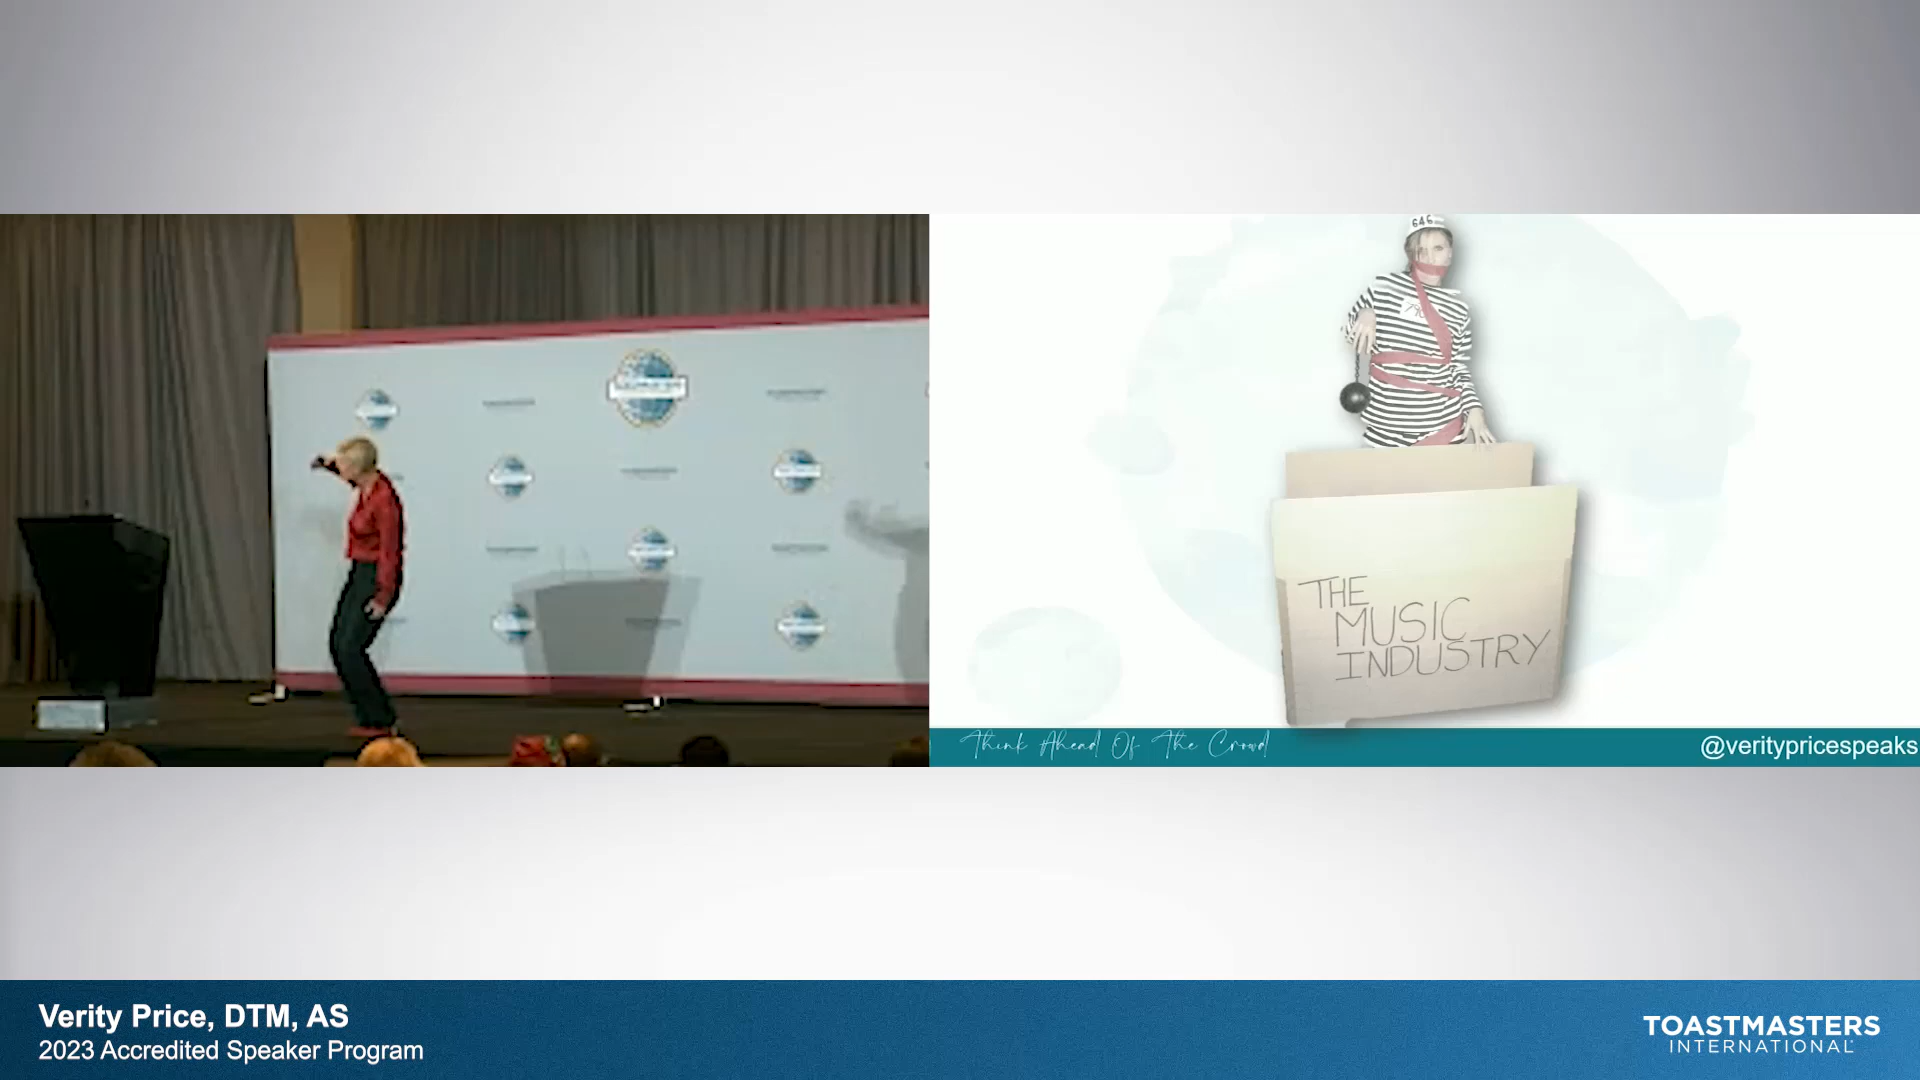 646
THE
MUSIC
INDUSTRY
Think Ahead Of The Crowd
@veritypricespeaks
Verity Price, DTM, AS
2023 Accredited Speaker Program
TOASTMASTERS
INTERNATIONAL